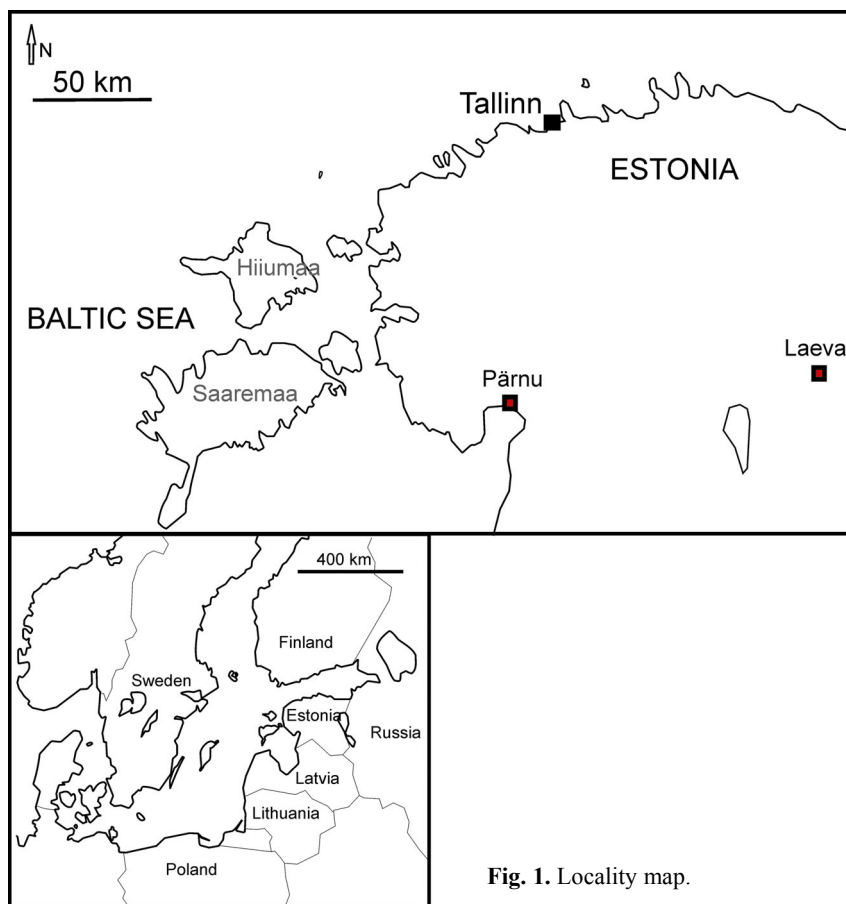 N
50 km
Tallinn
ESTONIA
Hiiumaa
BALTIC SEA
Laeva
Pärnu
Saaremaa
400 km
Finland
Sweden
Estonia
Russia
Latvia
Lithuania
Poland
Fig. 1. Locality map.